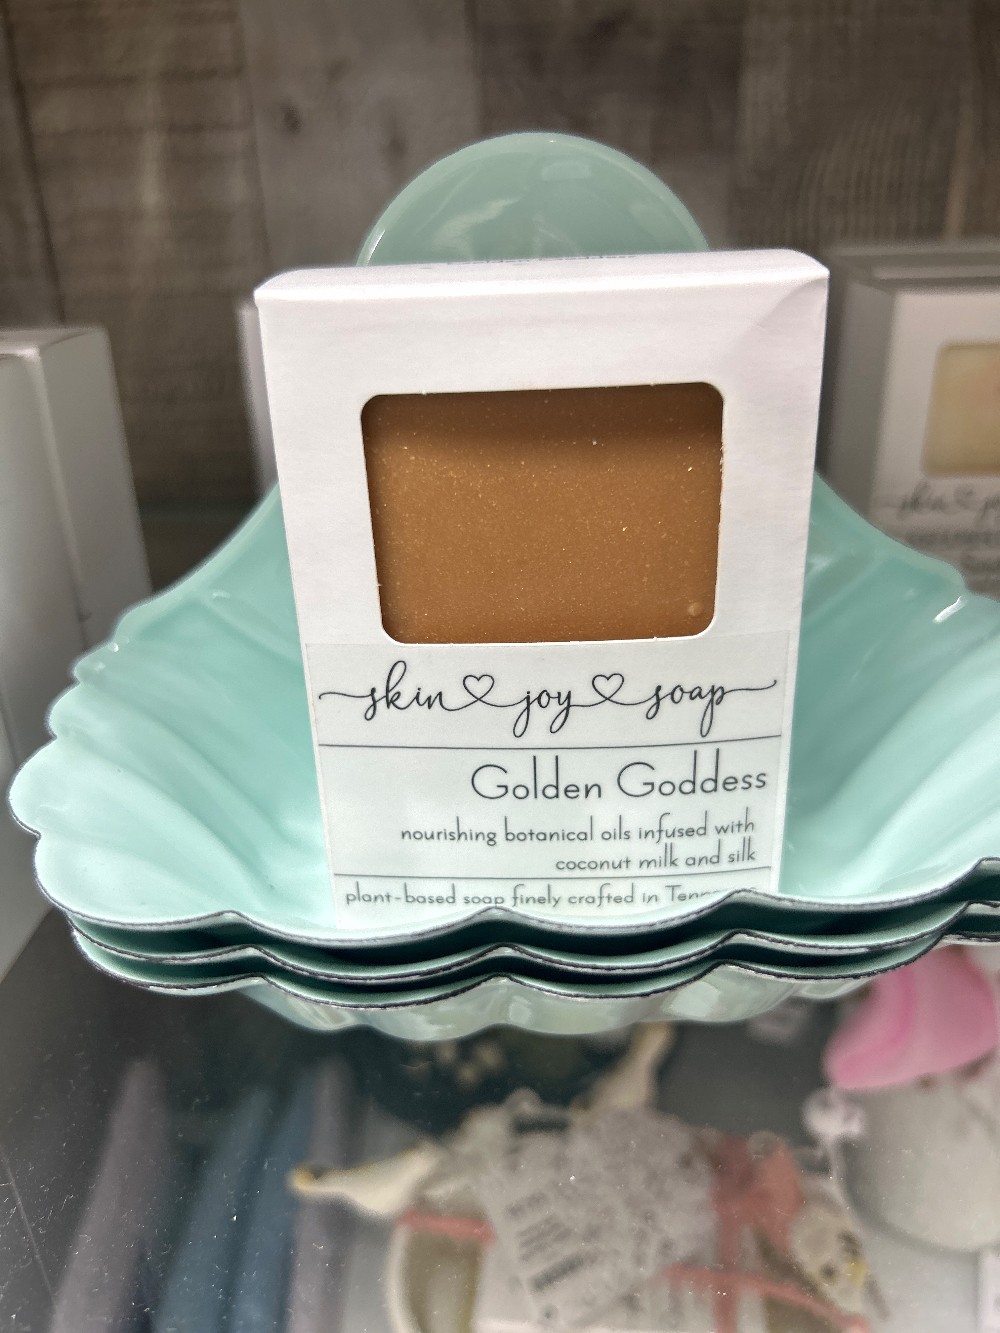 skin joy soap
Golden Goddess
nourishing botanical oils infused with
coconut milk and silk
plant-based soap finely crafted in